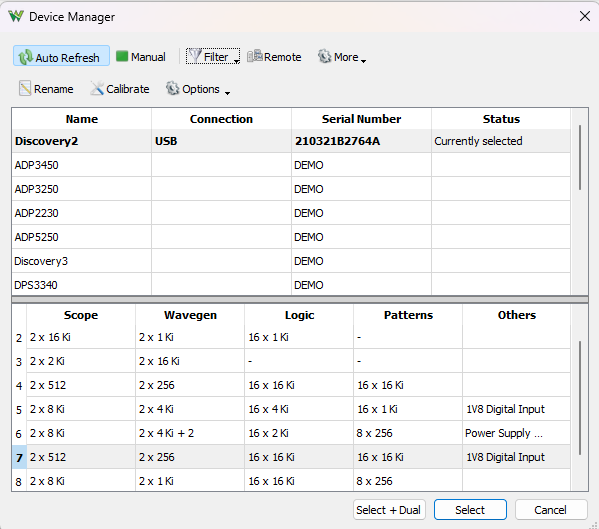 Device Manager
Auto Refresh Manual Filter Remote More
Rename Calibrate Options
Name Connection Serial Number Status
Discovery2 USB 210321B2764A Currently selected
ADP3450 DEMO
ADP3250 DEMO
ADP2230 DEMO
ADP5250 DEMO
Discovery3 DEMO
DPS3340 DEMO
Scope Wavegen Logic Patterns Others
2 2 x 16 Ki 2 x 1 Ki 16 x 1 Ki -
3 2 x 2 Ki 2 x 16 Ki - -
4 2 x 512 2 x 256 16 x 16 Ki 16 x 16 Ki
5 2 x 8 Ki 2 x 4 Ki 16 x 4 Ki 16 x 1 Ki 1V8 Digital Input
6 2 x 8 Ki 2 x 4 Ki + 2 16 x 2 Ki 8 x 256 Power Supply ...
7 2 x 512 2 x 256 16 x 16 Ki 16 x 16 Ki 1V8 Digital Input
8 2 x 8 Ki 2 x 1 Ki 16 x 16 Ki 8 x 256
Select + Dual Select Cancel